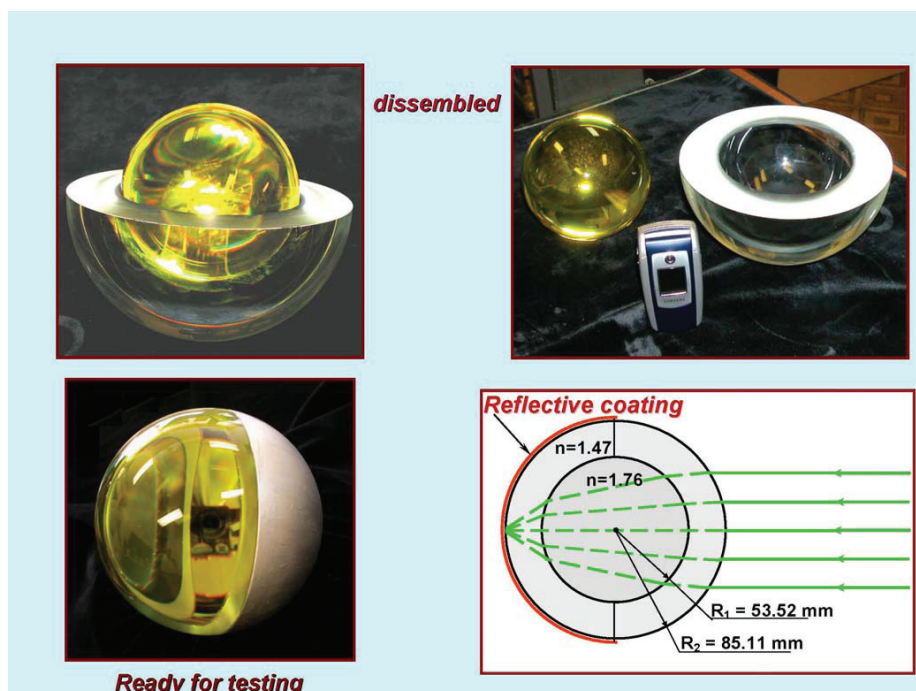 dissembled
Reflective coating
n=1.47
n=1.76
R₁ = 53.52 mm
R₂ = 85.11 mm
Ready for testing